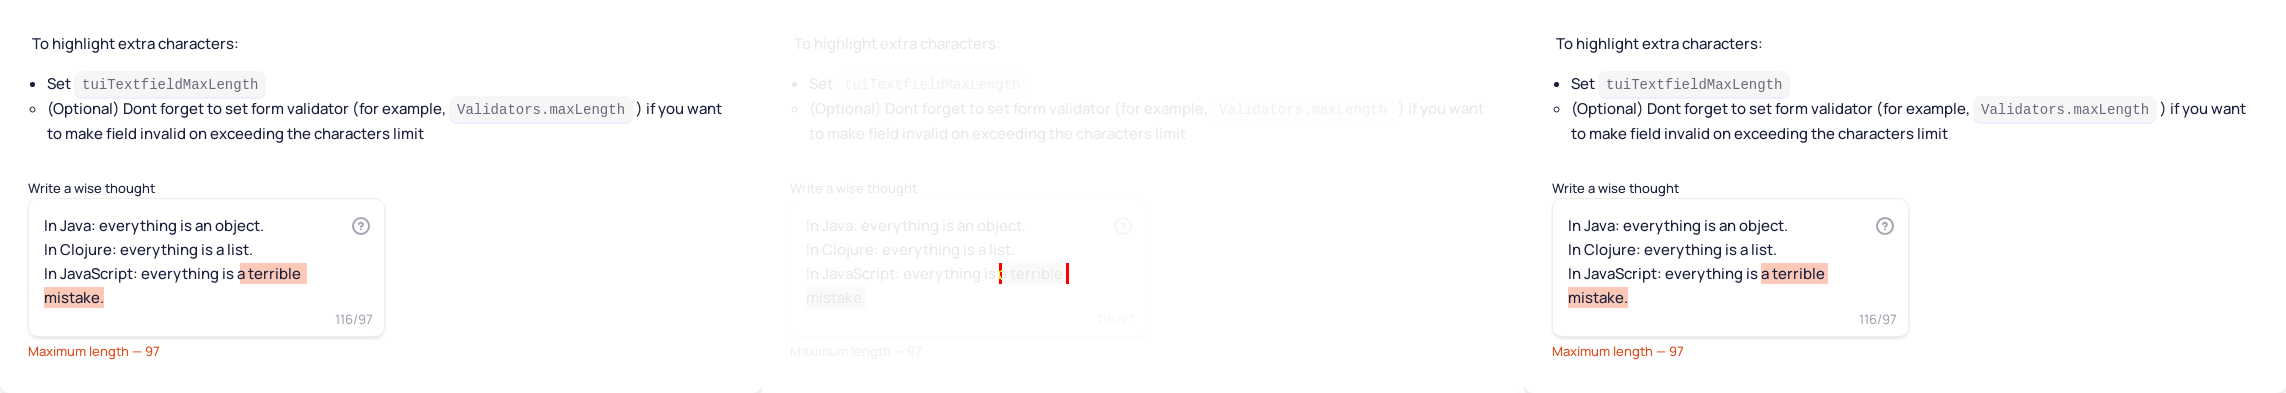 To highlight extra characters:
Set tuiTextfieldMaxLength
(Optional) Dont forget to set form validator (for example, Validators.maxLength ) if you want
to make field invalid on exceeding the characters limit
Write a wise thought
In Java: everything is an object.
In Clojure: everything is a list.
In JavaScript: everything is a terrible
mistake.
116/97
Maximum length — 97
To highlight extra characters:
Set tuiTextfieldMaxLength
(Optional) Dont forget to set form validator (for example, Validators.maxLength ) if you want
to make field invalid on exceeding the characters limit
Write a wise thought
In Java: everything is an object.
In Clojure: everything is a list.
In JavaScript: everything is a terrible
mistake.
116/97
Maximum length — 97
To highlight extra characters:
Set tuiTextfieldMaxLength
(Optional) Dont forget to set form validator (for example, Validators.maxLength ) if you want
to make field invalid on exceeding the characters limit
Write a wise thought
In Java: everything is an object.
In Clojure: everything is a list.
In JavaScript: everything is a terrible
mistake.
116/97
Maximum length — 97